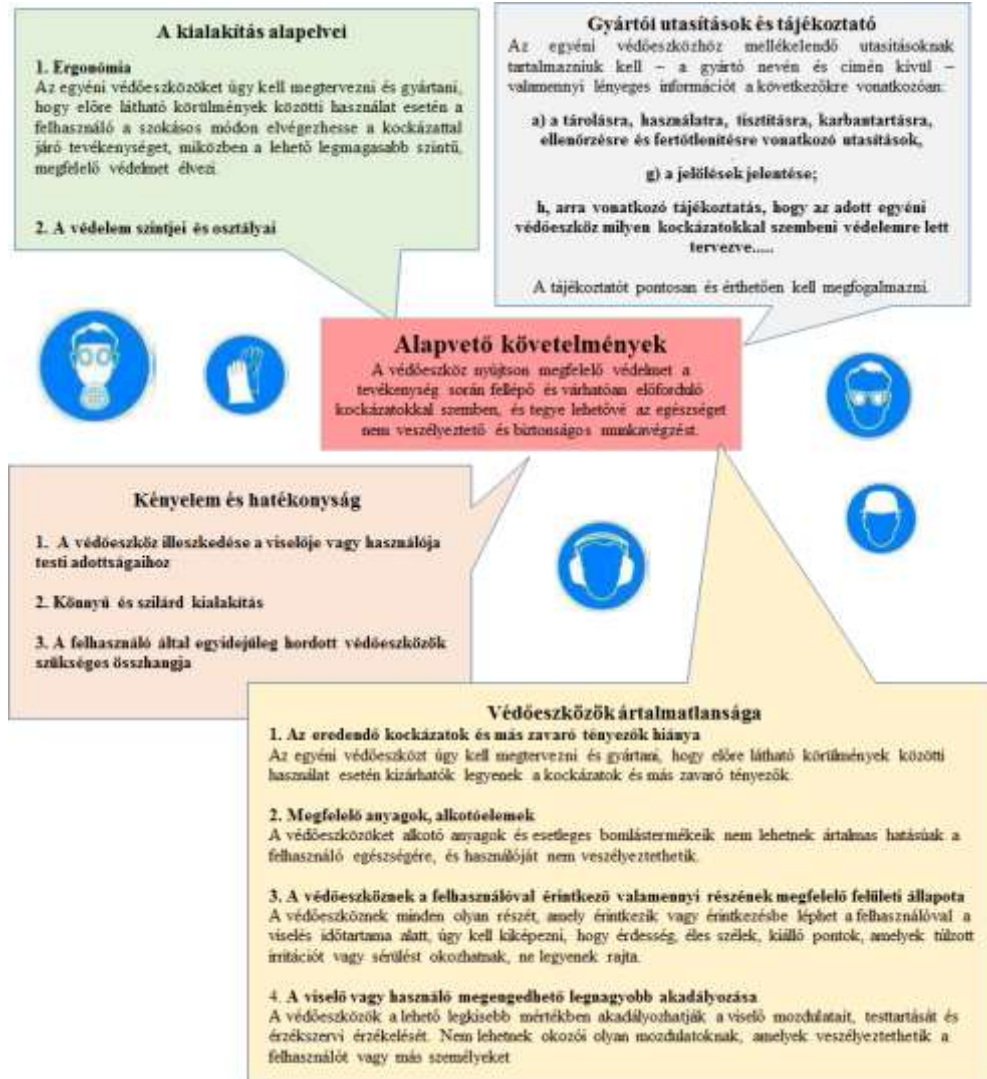 A kialakítás alapelvei
1. Ergonómia
Az egyéni védőeszközöket úgy kell megtervezni és gyártani,
hogy előre látható körülmények közötti használat esetén a
felhasználó a szokásos módon elvégezhesse a kockázattal
járó tevékenységet, miközben a lehető legmagasabb szintű,
megfelelő védelmet élvezi.
2. A védelem szintjei és osztályai
Gyártói utasítások és tájékoztató
Az egyéni védőeszközhöz mellékelendő utasításoknak
tartalmazniuk kell – a gyártó nevén és címén kívül –
valamennyi lényeges információt a következőkre vonatkozóan:
a) a tárolásra, használatra, tisztításra, karbantartásra,
ellenőrzésre és fertőtlenítésre vonatkozó utasítások,
g) a jelölések jelentése;
h, arra vonatkozó tájékoztatás, hogy az adott egyéni
védőeszköz milyen kockázatokkal szembeni védelemre lett
tervezve.....
A tájékoztatót pontosan és érthetően kell megfogalmazni.
Alapvető követelmények
A védőeszköz nyújtson megfelelő védelmet a
tevékenység során fellépő és várhatóan előforduló
kockázatokkal szemben, és tegye lehetővé az egészséget
nem veszélyeztető és biztonságos munkavégzést.
Kényelem és hatékonyság
1. A védőeszköz illeszkedése a viselője vagy használója
testi adottságaihoz
2. Könnyű és szilárd kialakítás
3. A felhasználó által egyidejűleg hordott védőeszközök
szükséges összhangja
Védőeszközök ártalmatlansága
1. Az eredendő kockázatok és más zavaró tényezők hiánya
Az egyéni védőeszközt úgy kell megtervezni és gyártani, hogy előre látható körülmények közötti
használat esetén kizárhatók legyenek a kockázatok és más zavaró tényezők.
2. Megfelelő anyagok, alkotóelemek
A védőeszközöket alkotó anyagok és esetleges bomlástermékeik nem lehetnek ártalmas hatásúak a
felhasználó egészségére, és használóját nem veszélyeztethetik.
3. A védőeszköznek a felhasználóval érintkező valamennyi részének megfelelő felületi állapota
A védőeszköznek minden olyan részét, amely érintkezik vagy érintkezésbe léphet a felhasználóval a
viselés időtartama alatt, úgy kell kiképezni, hogy érdesség, éles szélek, kiálló pontok, amelyek túlzott
irritációt vagy sérülést okozhatnak, ne legyenek rajta.
4. A viselő vagy használó megengedhető legnagyobb akadályozása
A védőeszközök a lehető legkisebb mértékben akadályozhatják a viselő mozdulatait, testtartását és
érzékszervi érzékelését. Nem lehetnek okozói olyan mozdulatoknak, amelyek veszélyeztethetik a
felhasználót vagy más személyeket